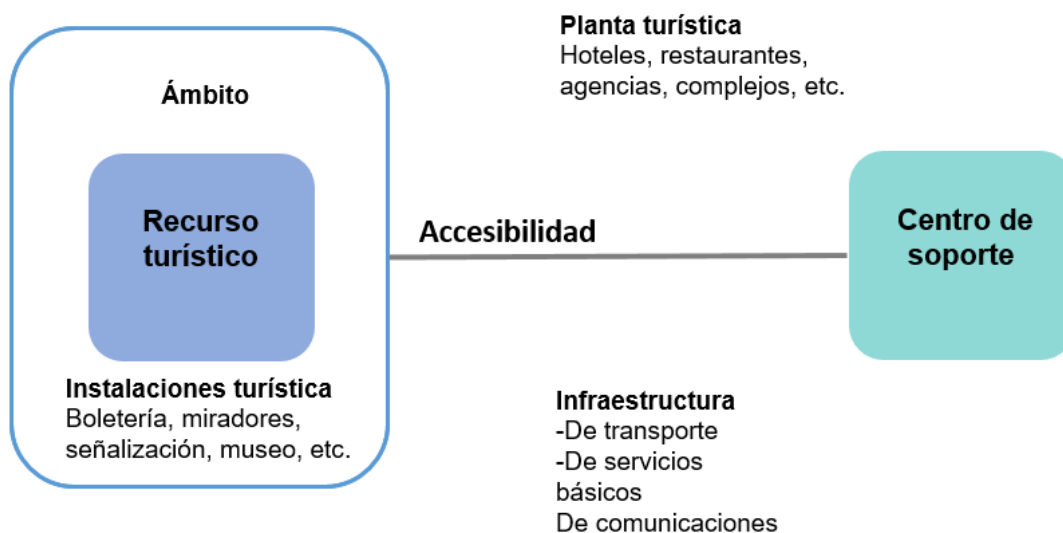 Ámbito
Recurso
turístico
Instalaciones turística
Boletería, miradores,
señalización, museo, etc.
Accesibilidad
Planta turística
Hoteles, restaurantes,
agencias, complejos, etc.
Infraestructura
-De transporte
-De servicios
básicos
De comunicaciones
Centro de
soporte